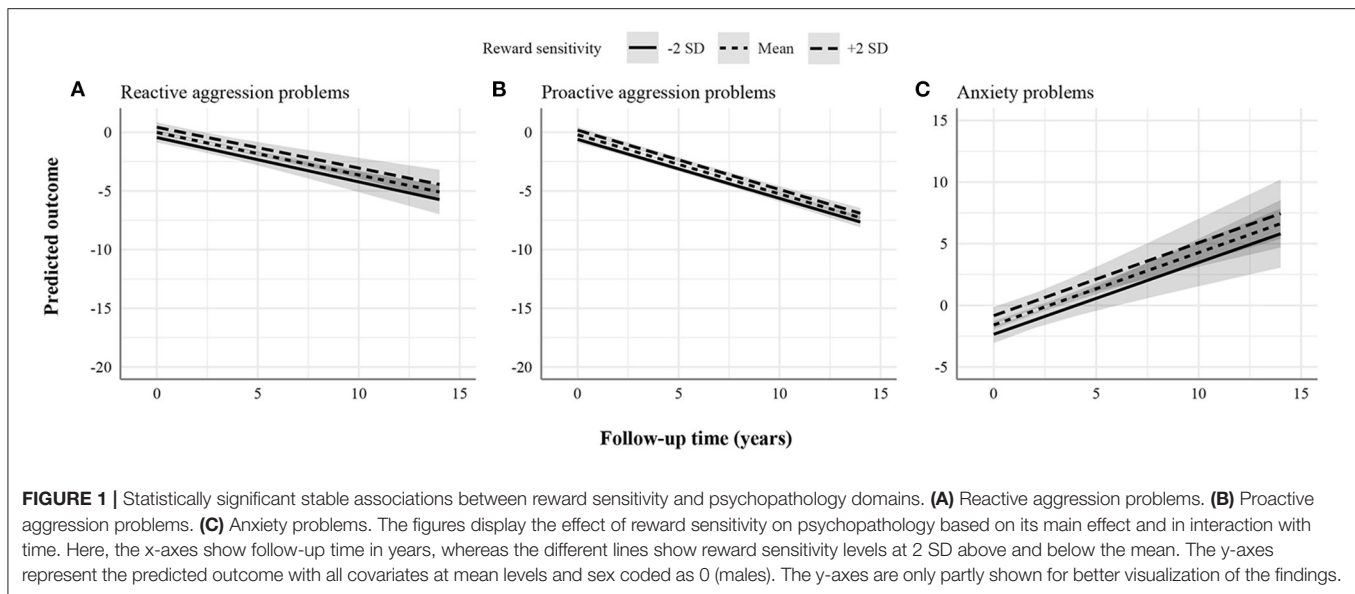 Reward sensitivity -2 SD Mean +2 SD
A B C
Reactive aggression problems Proactive aggression problems Anxiety problems
Predicted outcome
0
-5
-10
-15
-20
0 5 10 15
0
-5
-10
-15
-20
0 5 10 15
15
10
5
0
-5
0 5 10 15
Follow-up time (years)
FIGURE 1 | Statistically significant stable associations between reward sensitivity and psychopathology domains. (A) Reactive aggression problems. (B) Proactive
aggression problems. (C) Anxiety problems. The figures display the effect of reward sensitivity on psychopathology based on its main effect and in interaction with
time. Here, the x-axes show follow-up time in years, whereas the different lines show reward sensitivity levels at 2 SD above and below the mean. The y-axes
represent the predicted outcome with all covariates at mean levels and sex coded as 0 (males). The y-axes are only partly shown for better visualization of the findings.